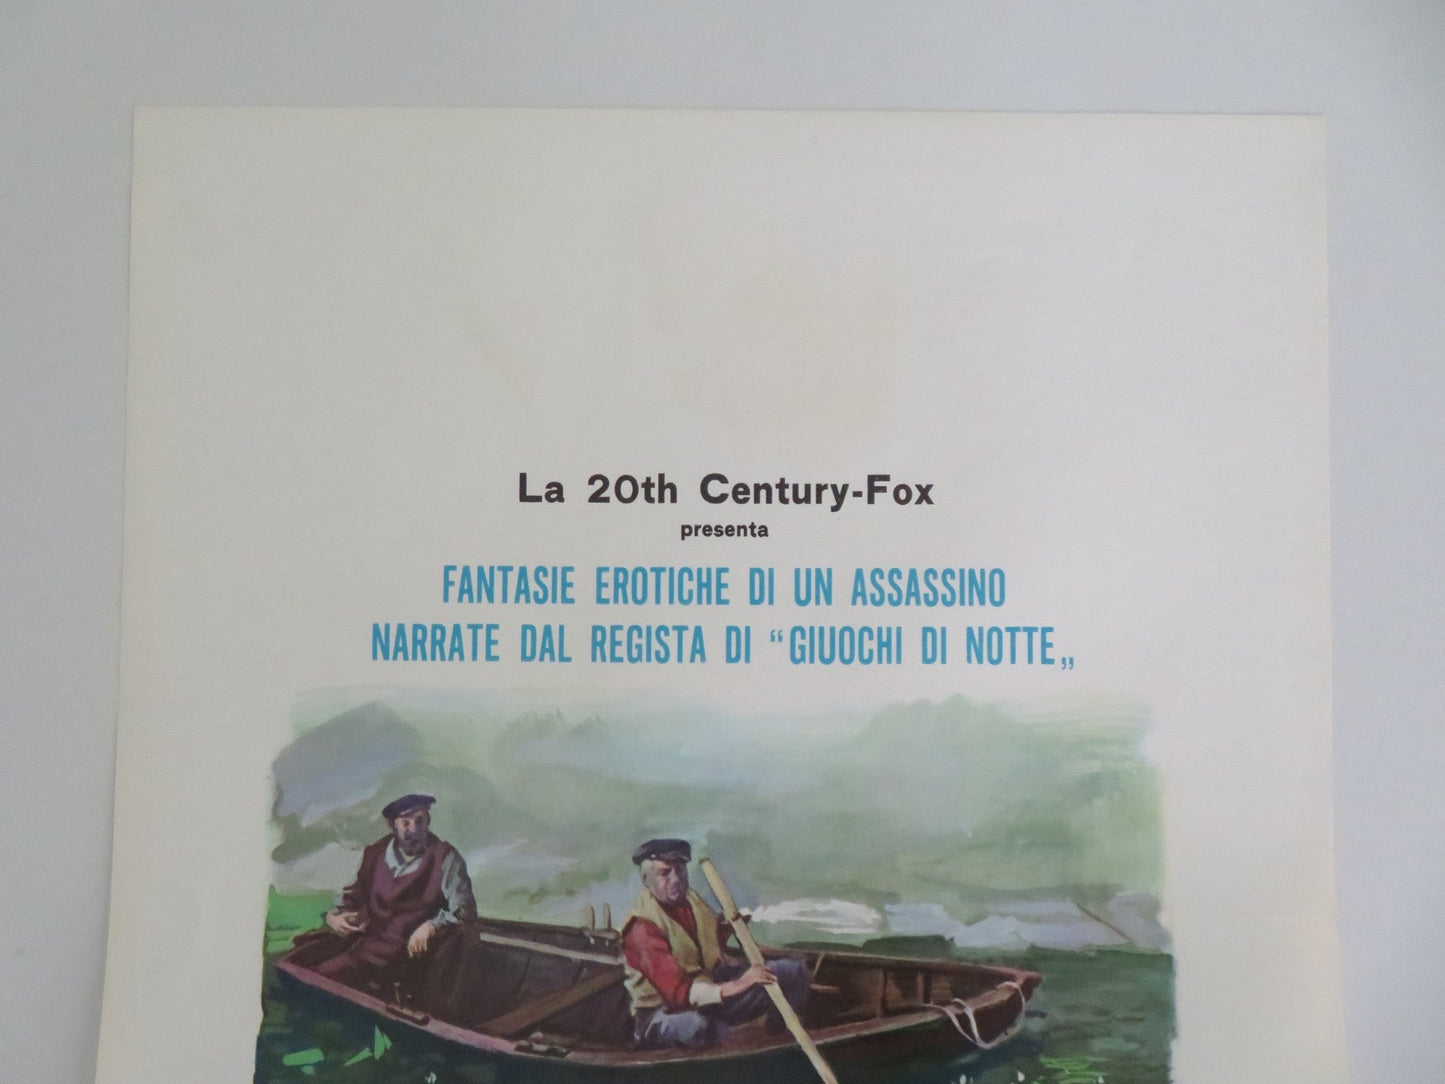 La 20th Century-Fox
presenta
FANTASIE EROTICHE DI UN ASSASSINO
NARRATE DAL REGISTA DI “GIUOCHI DI NOTTE„